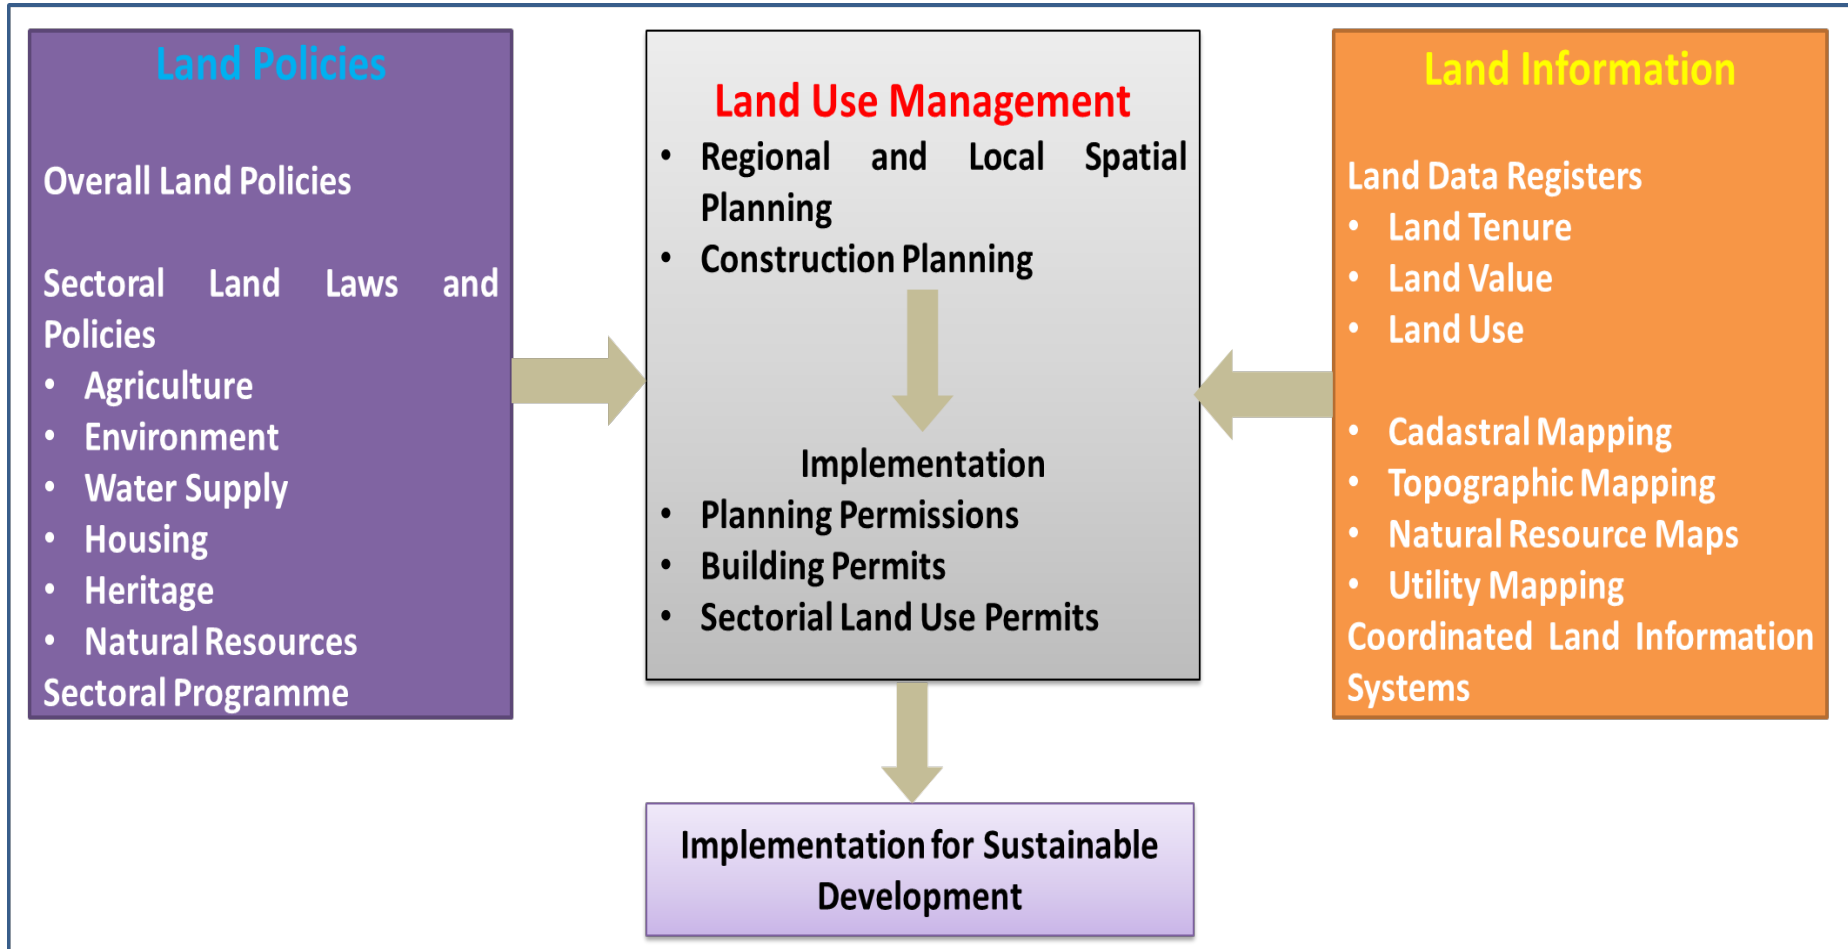 Land Policies
Overall Land Policies
Sectoral Land Laws and
Policies
• Agriculture
• Environment
• Water Supply
• Housing
• Heritage
• Natural Resources
Sectoral Programme
Land Use Management
• Regional and Local Spatial
Planning
• Construction Planning
Implementation
• Planning Permissions
• Building Permits
• Sectorial Land Use Permits
Land Information
Land Data Registers
• Land Tenure
• Land Value
• Land Use
• Cadastral Mapping
• Topographic Mapping
• Natural Resource Maps
• Utility Mapping
Coordinated Land Information
Systems
Implementation for Sustainable
Development